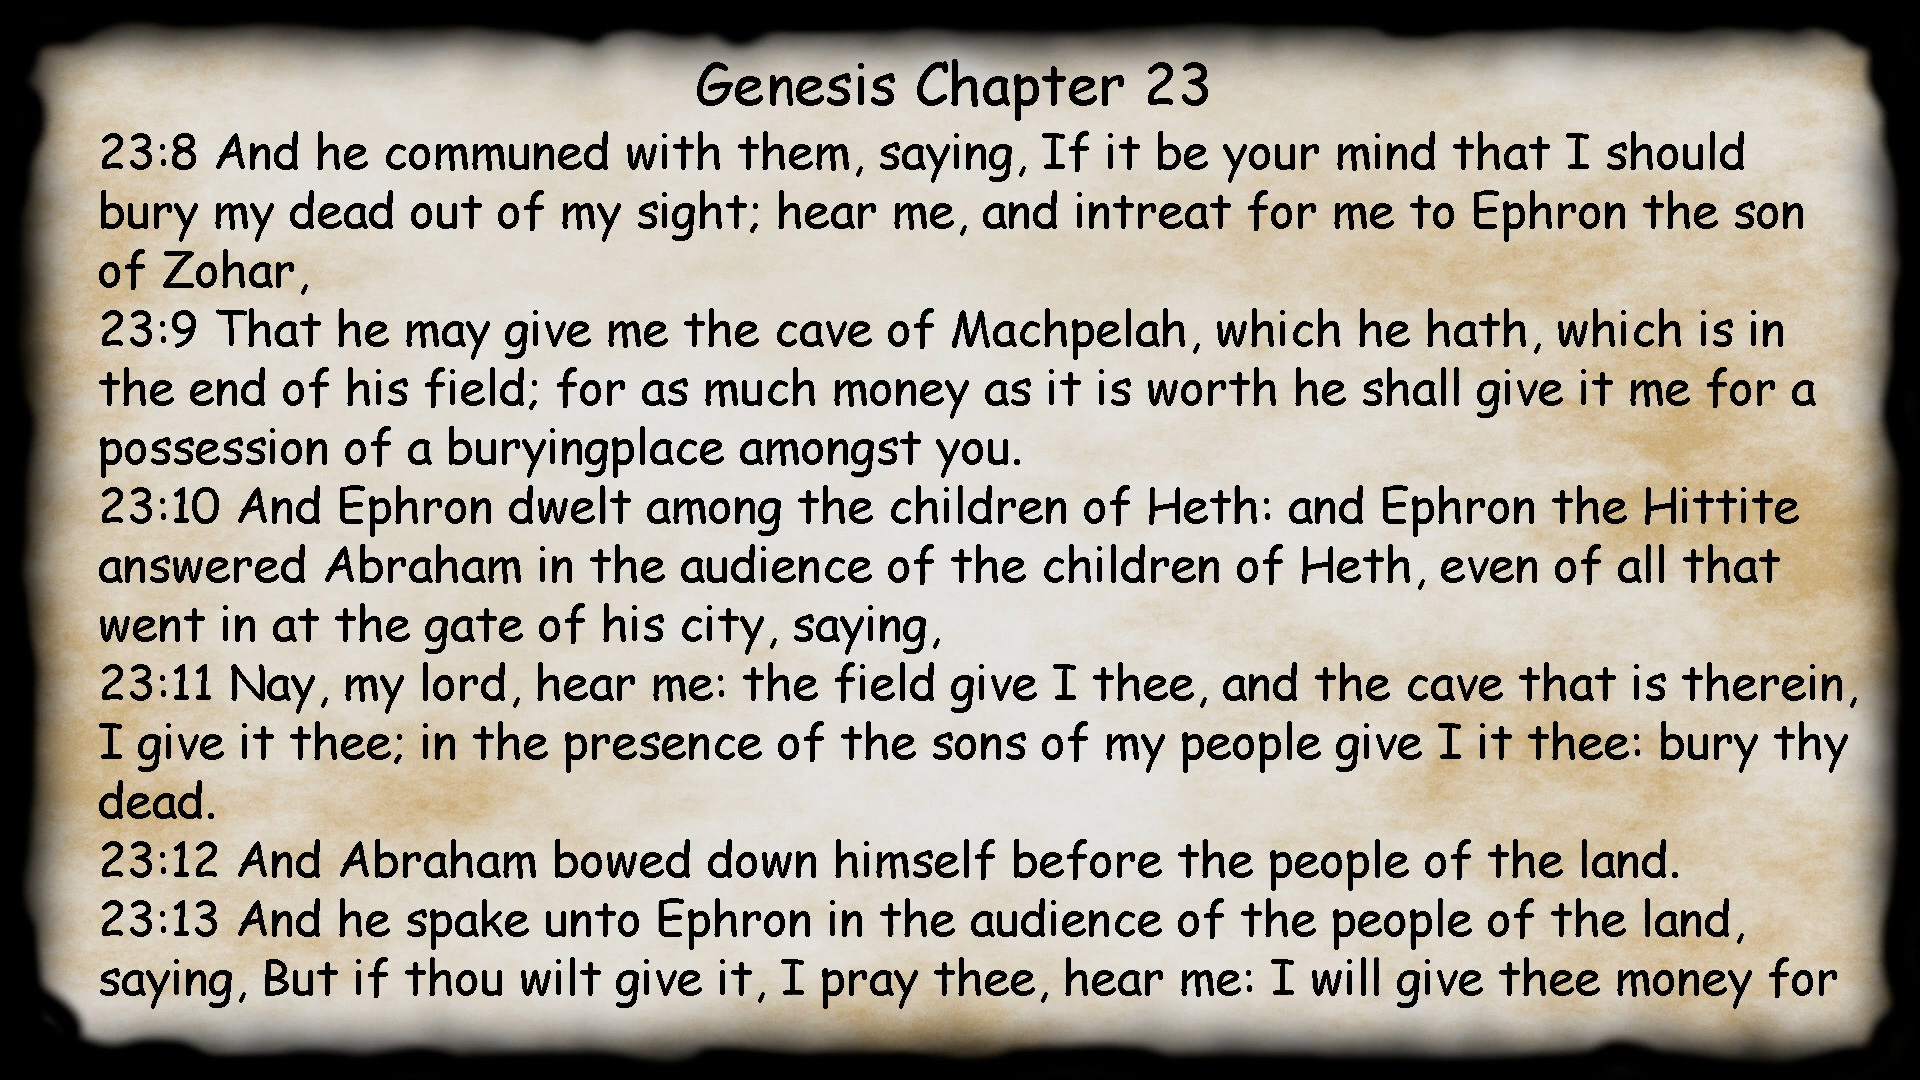 Genesis Chapter 23
23:8 And he communed with them, saying, If it be your mind that I should
bury my dead out of my sight; hear me, and intreat for me to Ephron the son
of Zohar,
23:9 That he may give me the cave of Machpelah, which he hath, which is in
the end of his field; for as much money as it is worth he shall give it me for a
possession of a buryingplace amongst you.
23:10 And Ephron dwelt among the children of Heth: and Ephron the Hittite
answered Abraham in the audience of the children of Heth, even of all that
went in at the gate of his city, saying,
23:11 Nay, my lord, hear me: the field give I thee, and the cave that is therein,
I give it thee; in the presence of the sons of my people give I it thee: bury thy
dead.
23:12 And Abraham bowed down himself before the people of the land.
23:13 And he spake unto Ephron in the audience of the people of the land,
saying, But if thou wilt give it, I pray thee, hear me: I will give thee money for